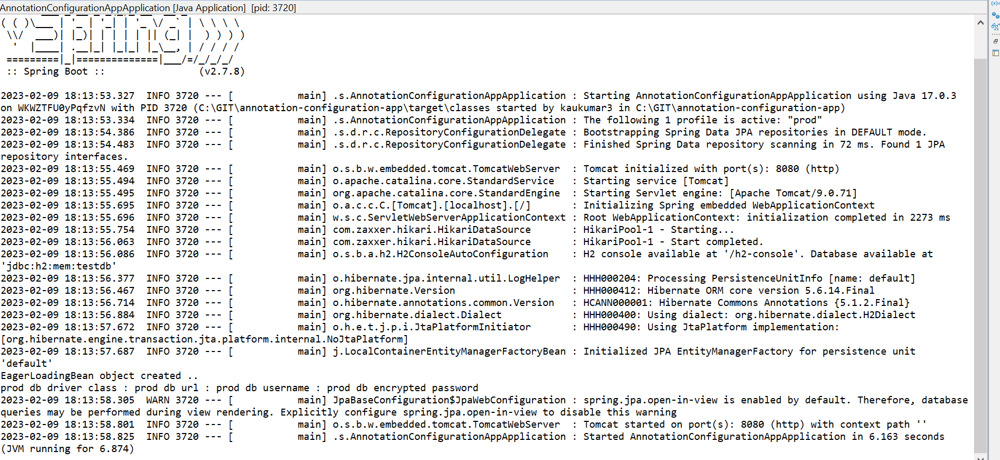 AnnotationConfigurationAppApplication [Java Application] [pid: 3720]
( ( )\___ | '_ | '_| | '_ \/ _` | \ \ \ \
 \\/  ___)| |_)| | | | | || (_| |  ) ) ) )
  '  |____| .__|_| |_|_| |_\__, | / / / /
 =========|_|==============|___/=/_/_/_/
 :: Spring Boot ::                (v2.7.8)

2023-02-09 18:13:53.327  INFO 3720 --- [           main] .s.AnnotationConfigurationAppApplication : Starting AnnotationConfigurationAppApplication using Java 17.0.3
on WKWZTFU0yPqfzvN with PID 3720 (C:\GIT\annotation-configuration-app\target\classes started by kaukumar3 in C:\GIT\annotation-configuration-app)
2023-02-09 18:13:53.334  INFO 3720 --- [           main] .s.AnnotationConfigurationAppApplication : The following 1 profile is active: "prod"
2023-02-09 18:13:54.386  INFO 3720 --- [           main] .s.d.r.c.RepositoryConfigurationDelegate : Bootstrapping Spring Data JPA repositories in DEFAULT mode.
2023-02-09 18:13:54.483  INFO 3720 --- [           main] .s.d.r.c.RepositoryConfigurationDelegate : Finished Spring Data repository scanning in 72 ms. Found 1 JPA
repository interfaces.
2023-02-09 18:13:55.469  INFO 3720 --- [           main] o.s.b.w.embedded.tomcat.TomcatWebServer  : Tomcat initialized with port(s): 8080 (http)
2023-02-09 18:13:55.494  INFO 3720 --- [           main] o.apache.catalina.core.StandardService   : Starting service [Tomcat]
2023-02-09 18:13:55.495  INFO 3720 --- [           main] org.apache.catalina.core.StandardEngine  : Starting Servlet engine: [Apache Tomcat/9.0.71]
2023-02-09 18:13:55.695  INFO 3720 --- [           main] o.a.c.c.C.[Tomcat].[localhost].[/]       : Initializing Spring embedded WebApplicationContext
2023-02-09 18:13:55.696  INFO 3720 --- [           main] w.s.c.ServletWebServerApplicationContext : Root WebApplicationContext: initialization completed in 2273 ms
2023-02-09 18:13:55.754  INFO 3720 --- [           main] com.zaxxer.hikari.HikariDataSource       : HikariPool-1 - Starting...
2023-02-09 18:13:56.063  INFO 3720 --- [           main] com.zaxxer.hikari.HikariDataSource       : HikariPool-1 - Start completed.
2023-02-09 18:13:56.086  INFO 3720 --- [           main] o.s.b.a.h2.H2ConsoleAutoConfiguration    : H2 console available at '/h2-console'. Database available at
'jdbc:h2:mem:testdb'
2023-02-09 18:13:56.377  INFO 3720 --- [           main] o.hibernate.jpa.internal.util.LogHelper  : HHH000204: Processing PersistenceUnitInfo [name: default]
2023-02-09 18:13:56.467  INFO 3720 --- [           main] org.hibernate.Version                    : HHH000412: Hibernate ORM core version 5.6.14.Final
2023-02-09 18:13:56.714  INFO 3720 --- [           main] o.hibernate.annotations.common.Version   : HCANN000001: Hibernate Commons Annotations {5.1.2.Final}
2023-02-09 18:13:56.884  INFO 3720 --- [           main] org.hibernate.dialect.Dialect            : HHH000400: Using dialect: org.hibernate.dialect.H2Dialect
2023-02-09 18:13:57.672  INFO 3720 --- [           main] o.h.e.t.j.p.i.JtaPlatformInitiator       : HHH000490: Using JtaPlatform implementation:
[org.hibernate.engine.transaction.jta.platform.internal.NoJtaPlatform]
2023-02-09 18:13:57.687  INFO 3720 --- [           main] j.LocalContainerEntityManagerFactoryBean : Initialized JPA EntityManagerFactory for persistence unit
'default'
EagerLoadingBean object created ..
prod db driver class : prod db url : prod db username : prod db encrypted password
2023-02-09 18:13:58.305  WARN 3720 --- [           main] JpaBaseConfiguration$JpaWebConfiguration : spring.jpa.open-in-view is enabled by default. Therefore, database
queries may be performed during view rendering. Explicitly configure spring.jpa.open-in-view to disable this warning
2023-02-09 18:13:58.801  INFO 3720 --- [           main] o.s.b.w.embedded.tomcat.TomcatWebServer  : Tomcat started on port(s): 8080 (http) with context path ''
2023-02-09 18:13:58.825  INFO 3720 --- [           main] .s.AnnotationConfigurationAppApplication : Started AnnotationConfigurationAppApplication in 6.163 seconds
(JVM running for 6.874)